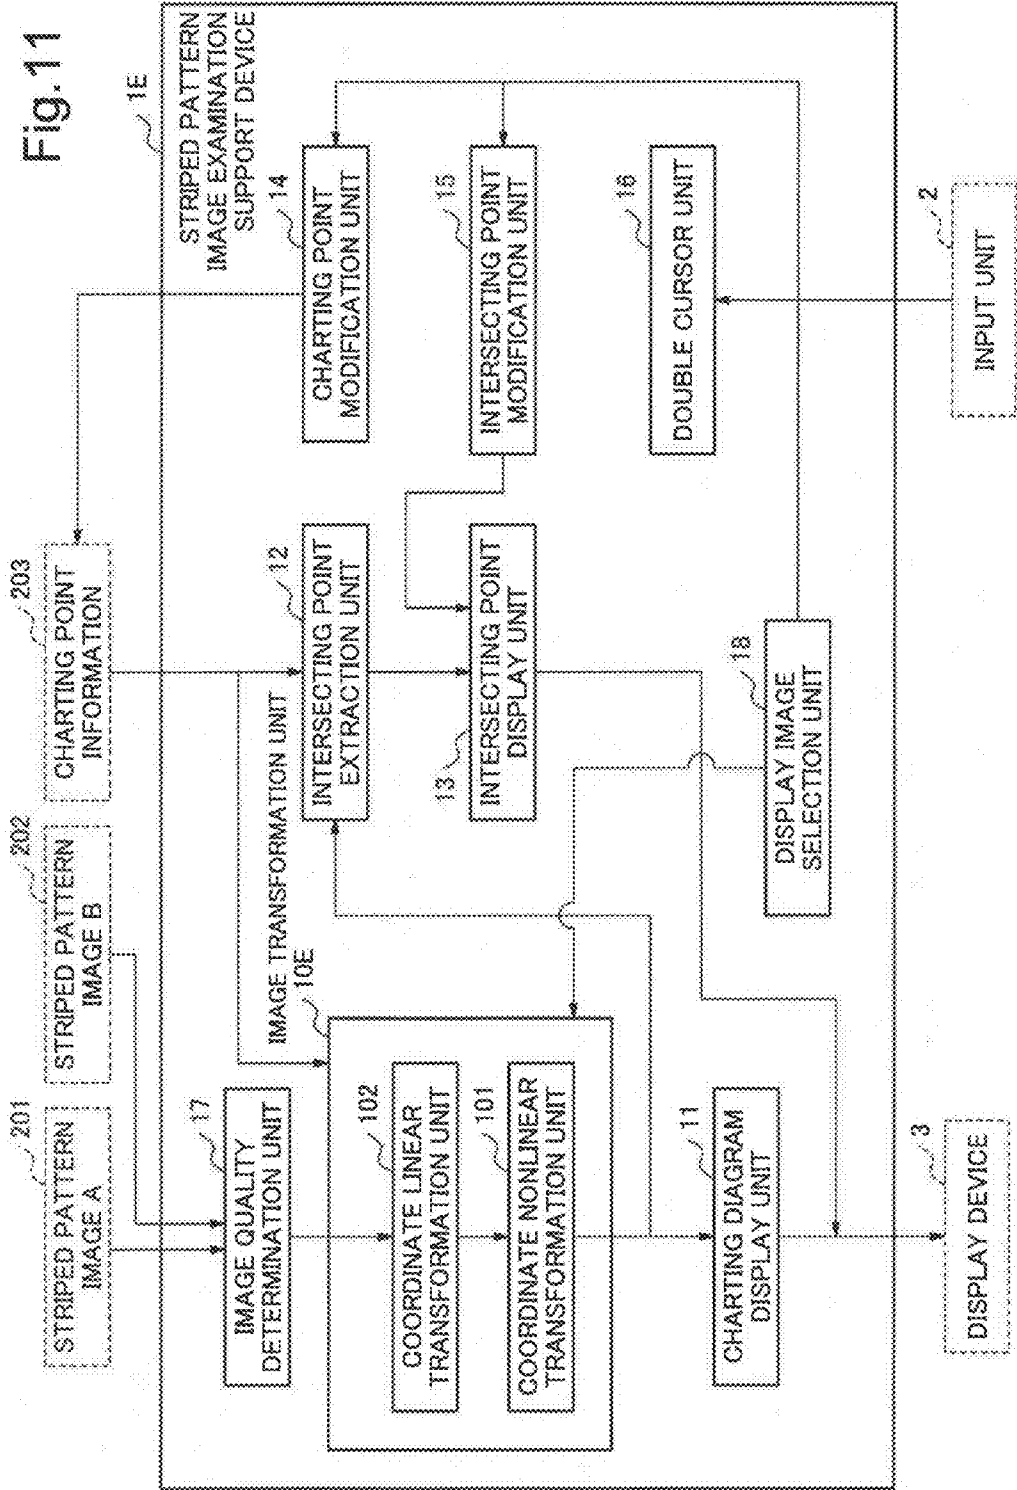 Fig.11
1E
STRIPED PATTERN
IMAGE EXAMINATION
SUPPORT DEVICE
201
STRIPED PATTERN
IMAGE A
202
STRIPED PATTERN
IMAGE B
203
CHARTING POINT
INFORMATION
17
IMAGE QUALITY
DETERMINATION UNIT
IMAGE TRANSFORMATION UNIT
10E
102
COORDINATE LINEAR
TRANSFORMATION UNIT
101
COORDINATE NONLINEAR
TRANSFORMATION UNIT
11
CHARTING DIAGRAM
DISPLAY UNIT
12
INTERSECTING POINT
EXTRACTION UNIT
13
INTERSECTING POINT
DISPLAY UNIT
14
CHARTING POINT
MODIFICATION UNIT
15
INTERSECTING POINT
MODIFICATION UNIT
16
DOUBLE CURSOR UNIT
18
DISPLAY IMAGE
SELECTION UNIT
3
DISPLAY DEVICE
2
INPUT UNIT